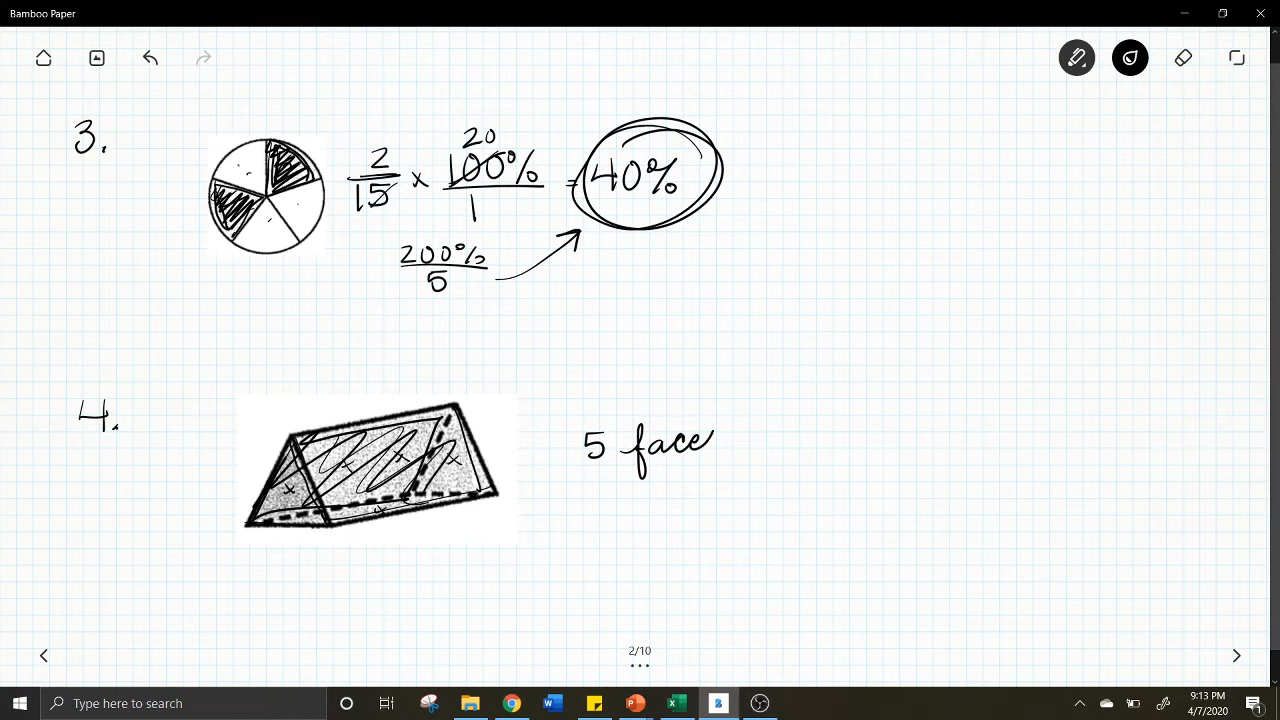 Bamboo Paper
3.
2/15 x 20 100%/1 = 40%
200%/5
4.
5 face
2/10
Type here to search
9:13 PM
4/7/2020